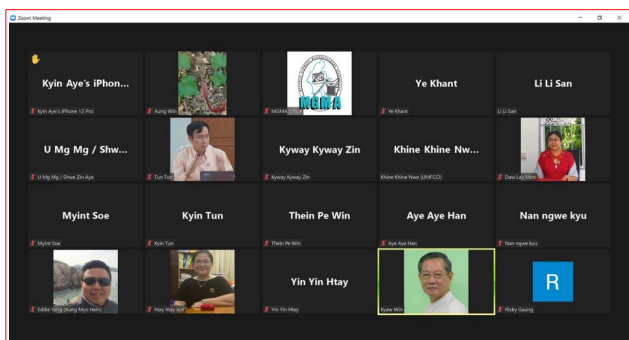 Zoom Meeting
Kyin Aye's iPhon...
Kyin Aye's iPhone 12 Pro
Aung Win
MGMA
MGMA Office
Ye Khant
Ye Khant
Li Li San
Li Li San
U Mg Mg / Shw...
U Mg Mg / Shwe Zin Aye
Tun Tun
Kyway Kyway Zin
Kyway Kyway Zin
Khine Khine Nw...
Khine Khine Nwe (UMFCCI)
Daw Lay Mon
Myint Soe
Myint Soe
Kyin Tun
Kyin Tun
Thein Pe Win
Thein Pe Win
Aye Aye Han
Aye Aye Han
Nan ngwe kyu
Nan ngwe kyu
Eddie Yang (Aung Myo Hein)
May May aye
Yin Yin Htay
Yin Yin Htay
Kyaw Win
R
Ricky Gaung